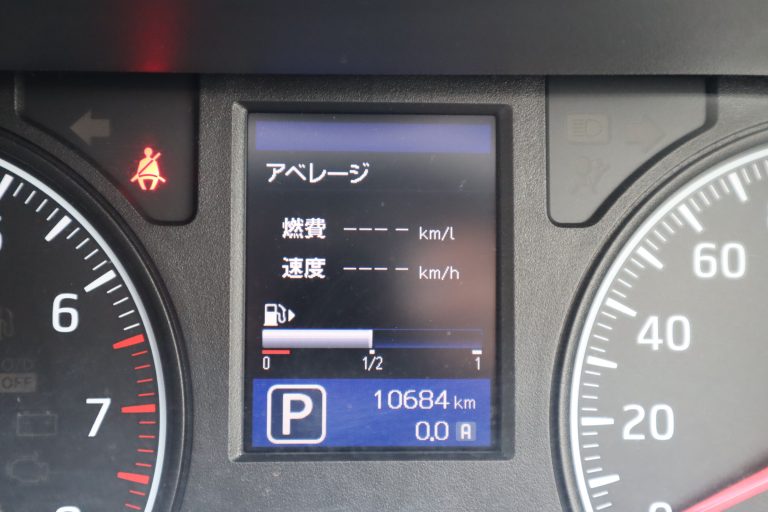 アベレージ
燃費 ---- km/l
速度 ---- km/h
0 1/2 1
P
10684 km
0.0 A
6
7
OFF
60
40
20